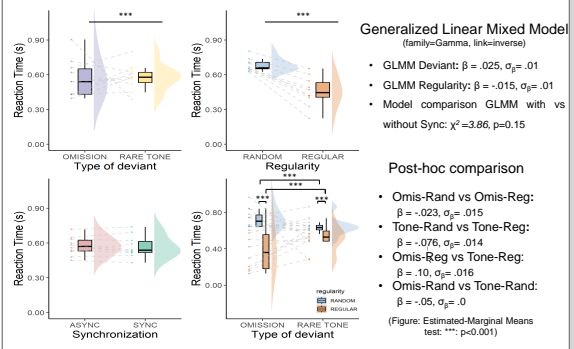 ***
Reaction Time (s)
0.90
0.60
0.30
0.00
OMISSION RARE TONE
Type of deviant
***
Reaction Time (s)
0.90
0.60
0.30
0.00
RANDOM REGULAR
Regularity
Generalized Linear Mixed Model
(family=Gamma, link=inverse)
• GLMM Deviant: β = .025, σβ= .01
• GLMM Regularity: β = -.015, σβ= .01
• Model comparison GLMM with vs
without Sync: χ² =3.86, p=0.15
Reaction Time (s)
0.90
0.60
0.30
0.00
ASYNC SYNC
Synchronization
***
***
*** ***
Reaction Time (s)
0.80
0.40
0.00
regularity
RANDOM
REGULAR
OMISSION RARE TONE
Type of deviant
Post-hoc comparison
• Omis-Rand vs Omis-Reg:
β = -.023, σβ= .015
• Tone-Rand vs Tone-Reg:
β = -.076, σβ= .014
• Omis-Reg vs Tone-Reg:
β = .10, σβ= .016
• Omis-Rand vs Tone-Rand:
β = -.05, σβ= .0
(Figure: Estimated-Marginal Means
test: ***: p<0.001)